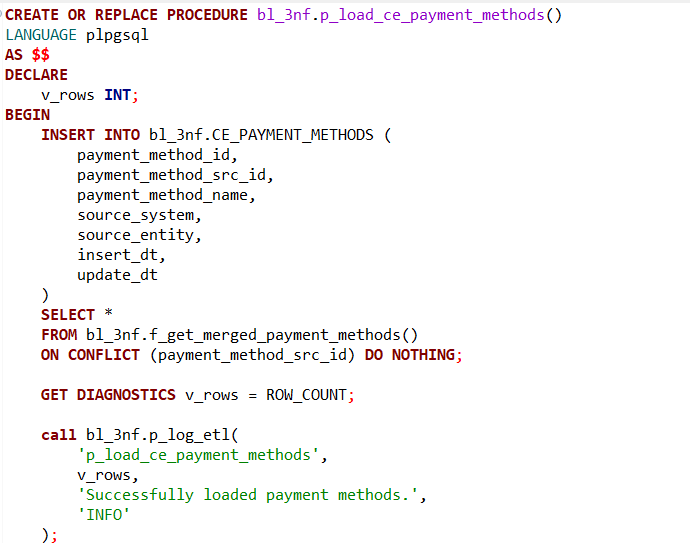 CREATE OR REPLACE PROCEDURE bl_3nf.p_load_ce_payment_methods()
LANGUAGE plpgsql
AS $$
DECLARE
    v_rows INT;
BEGIN
    INSERT INTO bl_3nf.CE_PAYMENT_METHODS (
        payment_method_id,
        payment_method_src_id,
        payment_method_name,
        source_system,
        source_entity,
        insert_dt,
        update_dt
    )
    SELECT *
    FROM bl_3nf.f_get_merged_payment_methods()
    ON CONFLICT (payment_method_src_id) DO NOTHING;

    GET DIAGNOSTICS v_rows = ROW_COUNT;

    call bl_3nf.p_log_etl(
        'p_load_ce_payment_methods',
        v_rows,
        'Successfully loaded payment methods.',
        'INFO'
    );